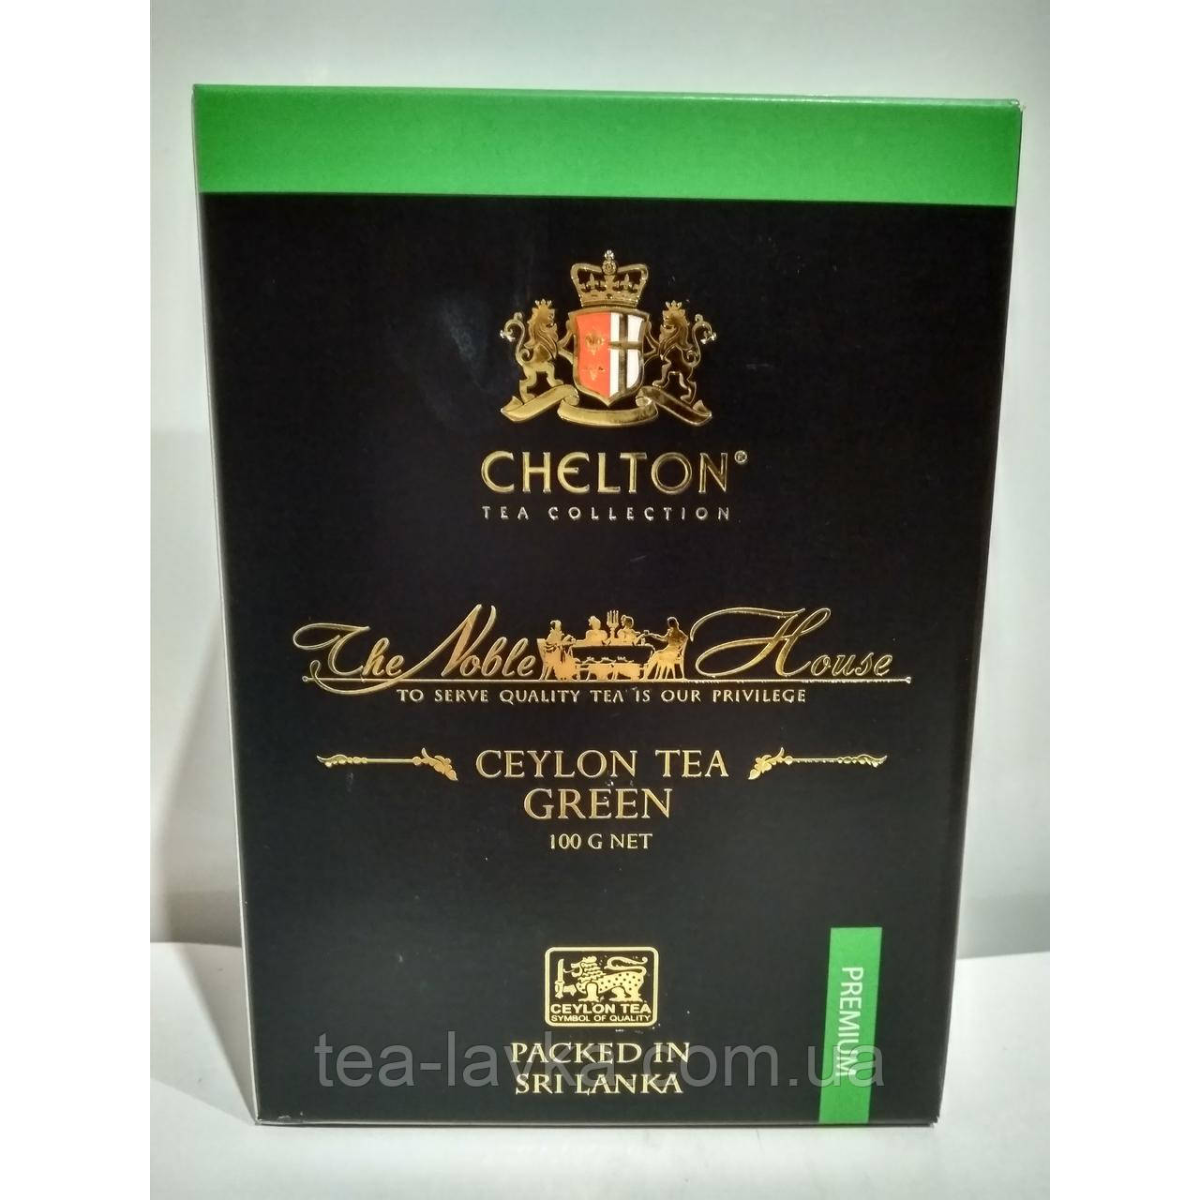 CHELTON®
TEA COLLECTION
The Noble House
TO SERVE QUALITY TEA IS OUR PRIVILEGE
CEYLON TEA
GREEN
100 G NET
CEYLON TEA
SYMBOL OF QUALITY
PREMIUM
PACKED IN
SRI LANKA
tea-lavka.com.ua